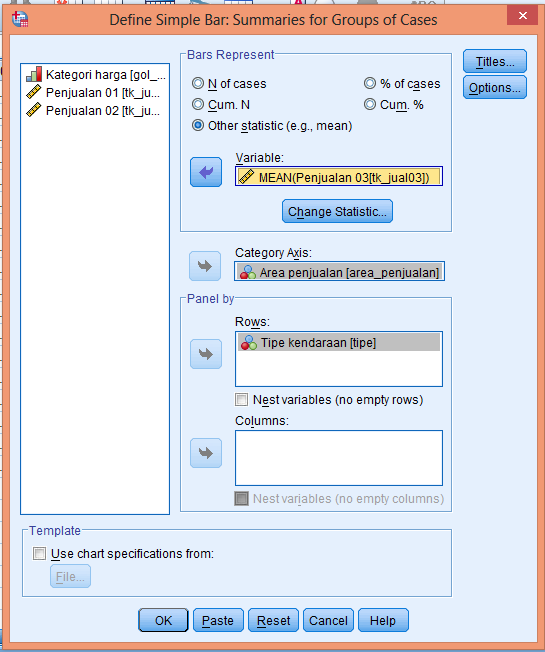 Define Simple Bar: Summaries for Groups of Cases
Kategori harga [gol_...
Penjualan 01 [tk_ju...
Penjualan 02 [tk_ju...
Bars Represent
N of cases
% of cases
Cum. N
Cum. %
Other statistic (e.g., mean)
Variable:
MEAN(Penjualan 03[tk_jual03])
Change Statistic...
Category Axis:
Area penjualan [area_penjualan]
Panel by
Rows:
Tipe kendaraan [tipe]
Nest variables (no empty rows)
Columns:
Nest variables (no empty columns)
Titles...
Options...
Template
Use chart specifications from:
File...
OK
Paste
Reset
Cancel
Help